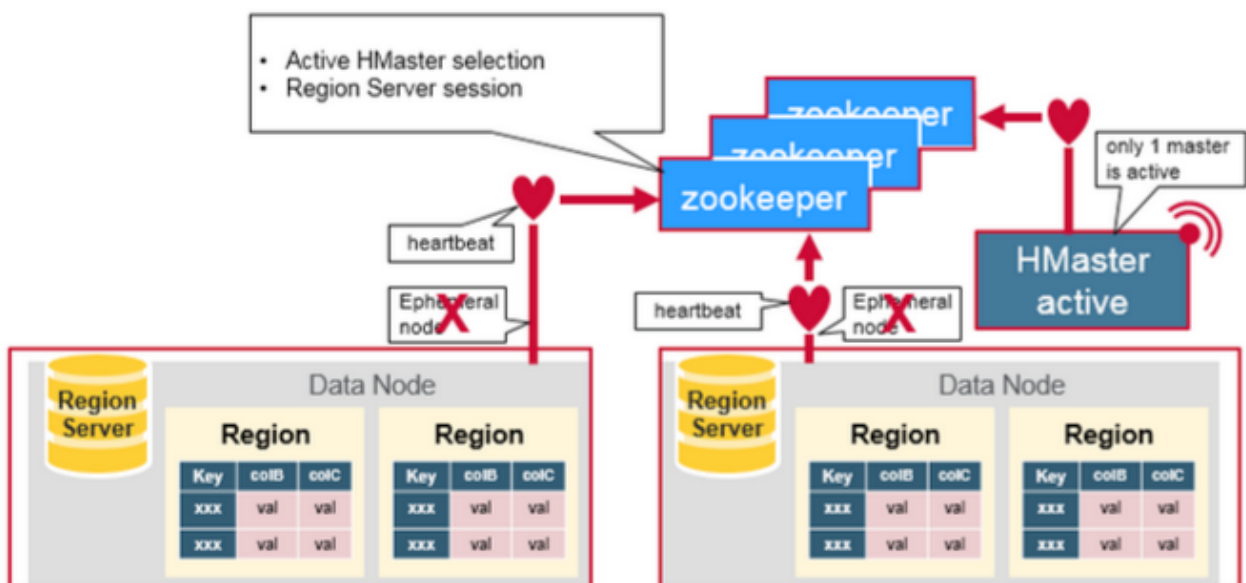 • Active HMaster selection
• Region Server session
zookeeper
zookeeper
zookeeper
only 1 master
is active
heartbeat
HMaster
active
Ephemeral
node
heartbeat
Ephemeral
node
Data Node
Region
Server
Region
Key colB colC
xxx val val
xxx val val
Region
Key colB colC
xxx val val
xxx val val
Data Node
Region
Server
Region
Key colB colC
xxx val val
xxx val val
Region
Key colB colC
xxx val val
xxx val val